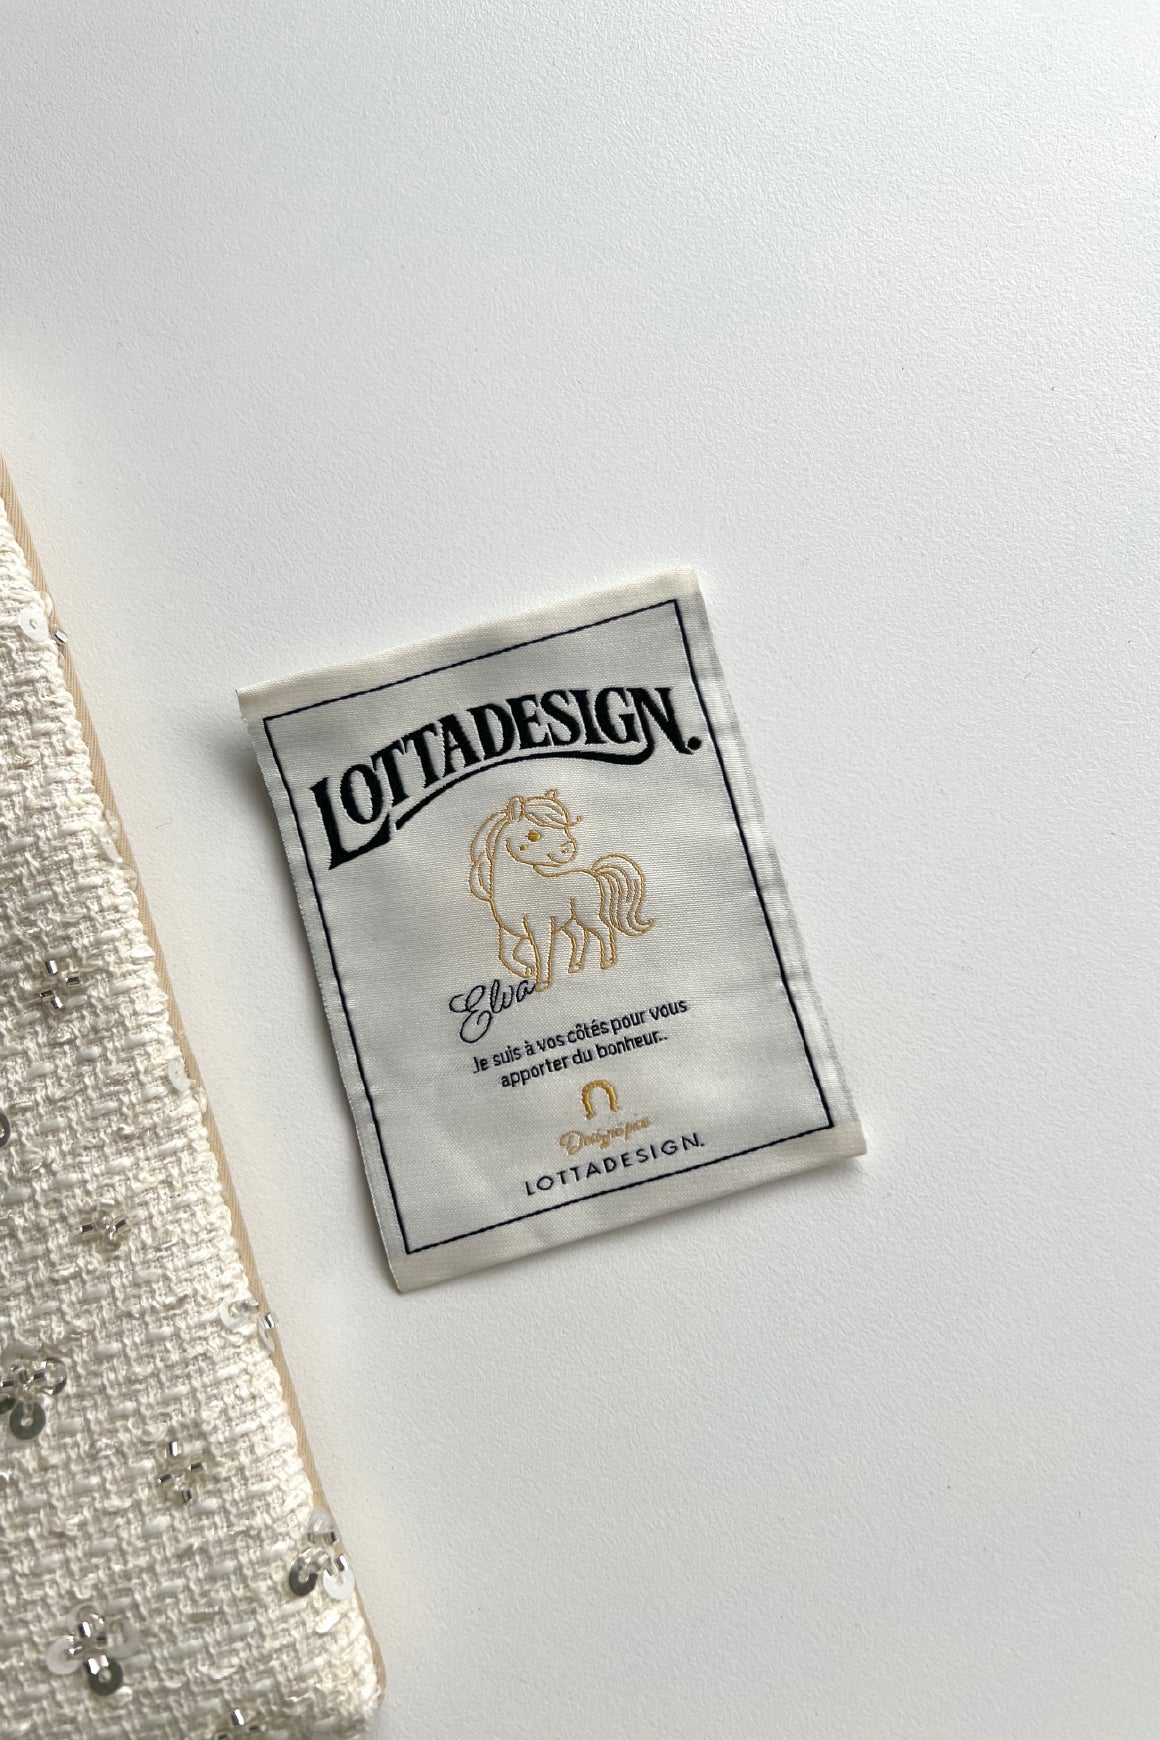 LOTTADESIGN.
Elva
Je suis à vos côtés pour vous
apporter du bonheur..
LOTTADESIGN.